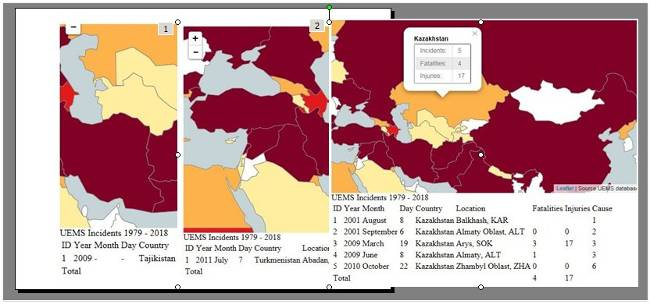 −
1
+
−
2
Kazakhstan
×
Incidents: 5
Fatalities: 4
Injuries: 17
Leaflet | Source UEMS databas
UEMS Incidents 1979 - 2018
ID Year Month Day Country
1 2009 - - Tajikistan
Total
UEMS Incidents 1979 - 2018
ID Year Month Day Country Locatio
1 2011 July 7 Turkmenistan Abadan,
Total
UEMS Incidents 1979 - 2018
ID Year Month Day Country Location Fatalities Injuries Cause
1 2001 August 8 Kazakhstan Balkhash, KAR 1
2 2001 September 6 Kazakhstan Almaty Oblast, ALT 0 0 2
3 2009 March 19 Kazakhstan Arys, SOK 3 17 3
4 2009 June 8 Kazakhstan Almaty, ALT 1 3
5 2010 October 22 Kazakhstan Zhambyl Oblast, ZHA 0 0 6
Total 4 17